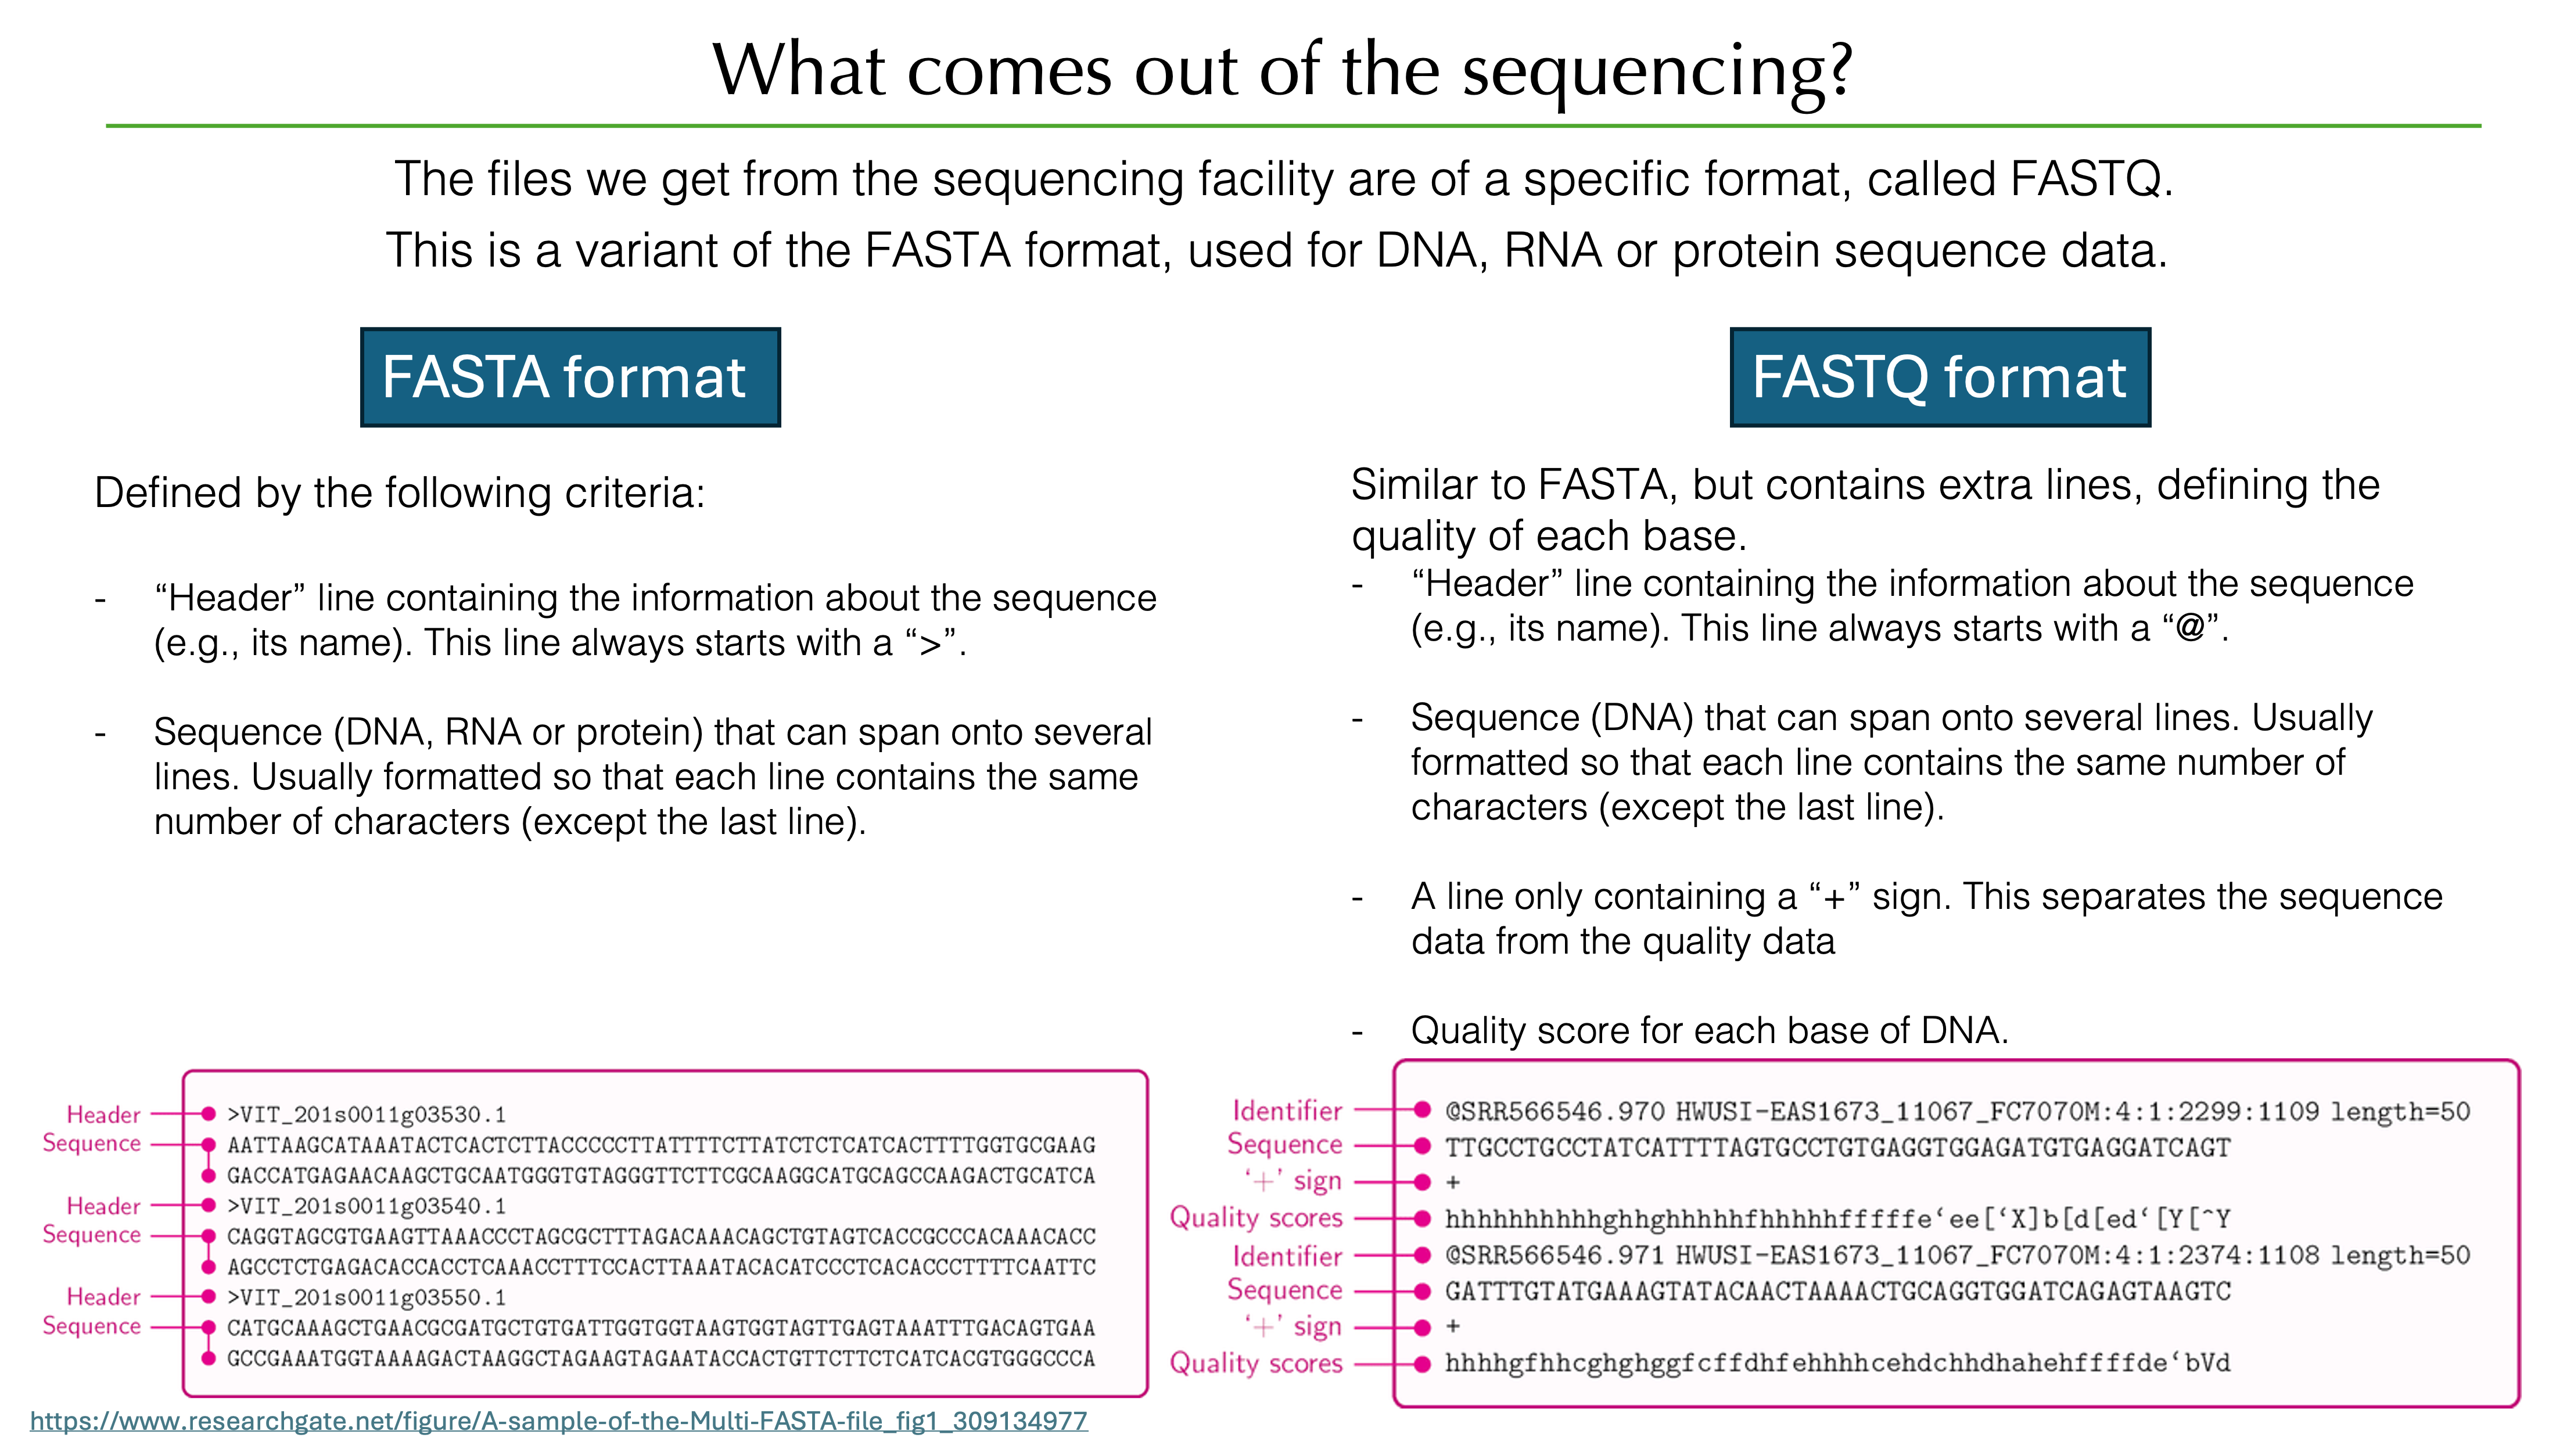 What comes out of the sequencing?
The files we get from the sequencing facility are of a specific format, called FASTQ.
This is a variant of the FASTA format, used for DNA, RNA or protein sequence data.
FASTA format
Defined by the following criteria:
- “Header” line containing the information about the sequence
(e.g., its name). This line always starts with a “>”.
- Sequence (DNA, RNA or protein) that can span onto several
lines. Usually formatted so that each line contains the same
number of characters (except the last line).
Header >VIT_201s0011g03530.1
Sequence AATTAAGCATAAATACTCACTCTTACCCCCTTATTTTCTTATCTCTCATCACTTTTGGTGCGAAG
GACCATGAGAACAAGCTGCAATGGGTGTAGGGTTCTTCGCAAGGCATGCAGCCAAGACTGCATCA
Header >VIT_201s0011g03540.1
Sequence CAGGTAGCGTGAAGTTAAACCCTAGCGCTTTAGACAAACAGCTGTAGTCACCGCCCACAAACACC
AGCCTCTGAGACACCACCTCAAACCTTTCCACTTAAATACACATCCCTCACACCCTTTTCAATTC
Header >VIT_201s0011g03550.1
Sequence CATGCAAAGCTGAACGCGATGCTGTGATTGGTGGTAAGTGGTAGTTGAGTAAATTTGACAGTGAA
GCCGAAATGGTAAAAGACTAAGGCTAGAAGTAGAATACCACTGTTCTTCTCATCACGTGGGCCCA
https://www.researchgate.net/figure/A-sample-of-the-Multi-FASTA-file_fig1_309134977
FASTQ format
Similar to FASTA, but contains extra lines, defining the
quality of each base.
- “Header” line containing the information about the sequence
(e.g., its name). This line always starts with a “@”.
- Sequence (DNA) that can span onto several lines. Usually
formatted so that each line contains the same number of
characters (except the last line).
- A line only containing a “+” sign. This separates the sequence
data from the quality data
- Quality score for each base of DNA.
Identifier @SRR566546.970 HWUSI-EAS1673_11067_FC7070M:4:1:2299:1109 length=50
Sequence TTGCCTGCCTATCATTTTAGTGCCTGTGAGGTGGAGATGTGAGGATCAGT
‘+’ sign +
Quality scores hhhhhhhhhhghhghhhhhfhhhhhfffffe‘ee[‘X]b[d[ed‘[Y[^Y
Identifier @SRR566546.971 HWUSI-EAS1673_11067_FC7070M:4:1:2374:1108 length=50
Sequence GATTTGTATGAAAGTATACAACTAAAACTGCAGGTGGATCAGAGTAAGTC
‘+’ sign +
Quality scores hhhhgfhhcghghggfcffdhfehhhhcehdchhdhahehffffde‘bVd